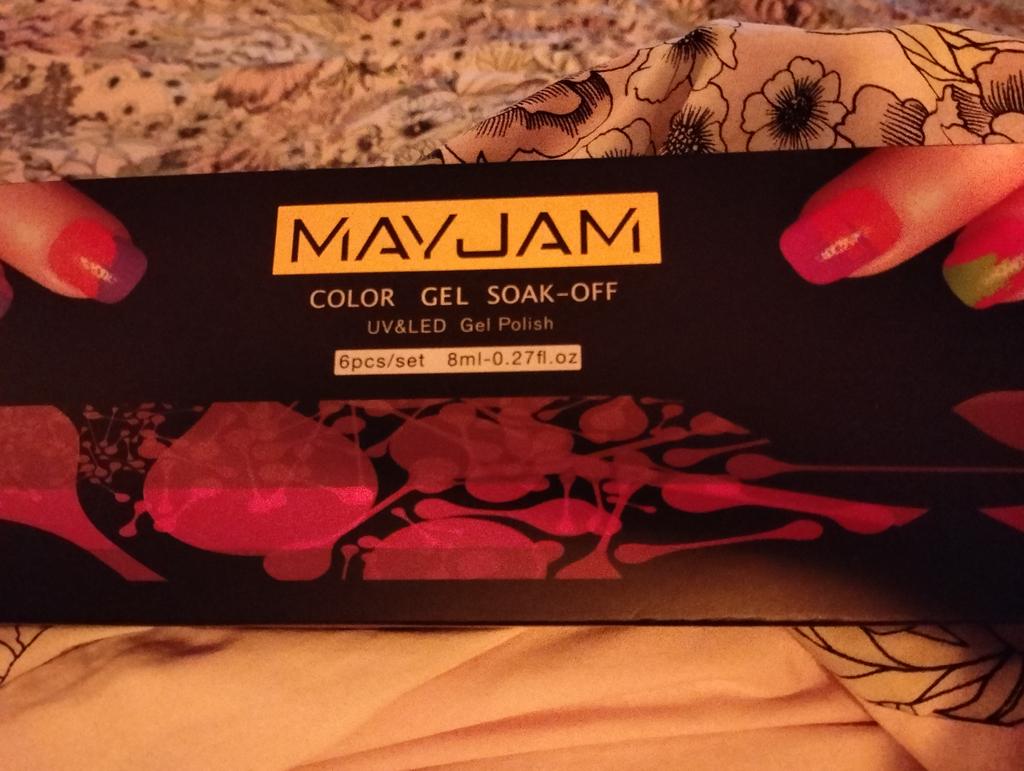 MAYJAM
COLOR GEL SOAK-OFF
UV&LED Gel Polish
6pcs/set 8ml-0.27fl.oz